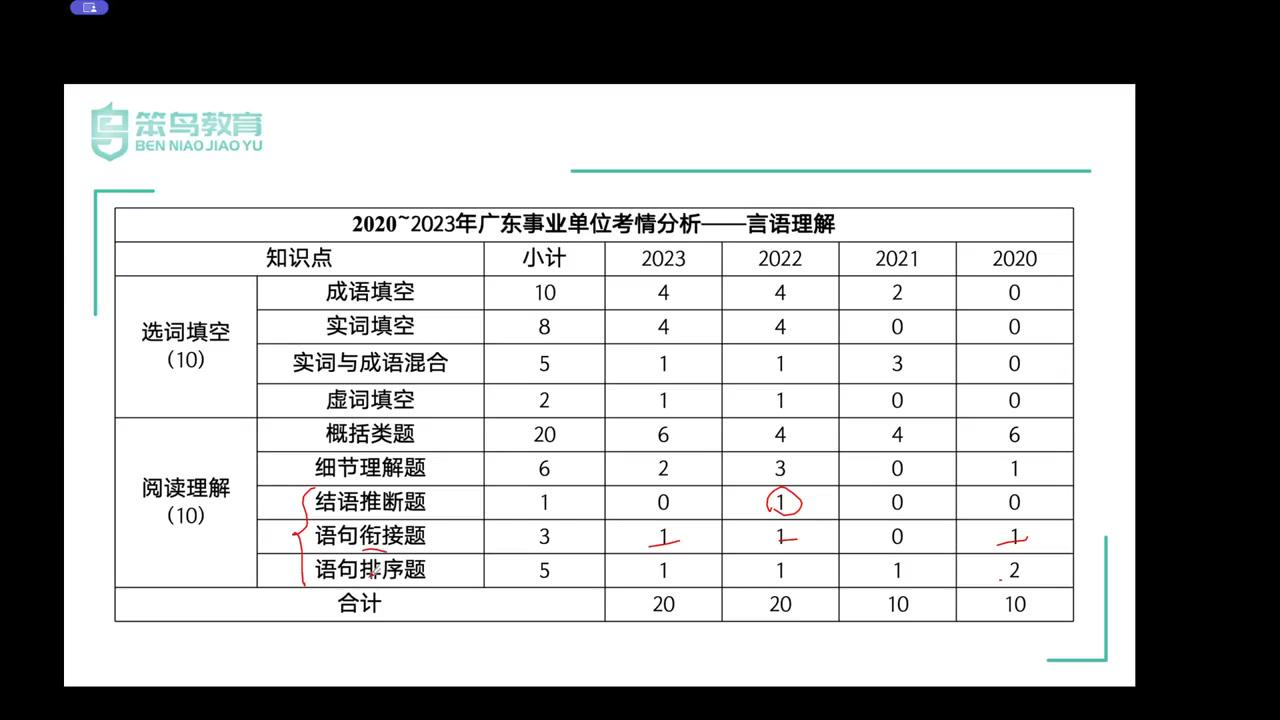 笨鸟教育
BEN NIAO JIAO YU
2020~2023年广东事业单位考情分析——言语理解
知识点 小计 2023 2022 2021 2020
选词填空
（10）
成语填空 10 4 4 2 0
实词填空 8 4 4 0 0
实词与成语混合 5 1 1 3 0
虚词填空 2 1 1 0 0
阅读理解
（10）
概括类题 20 6 4 4 6
细节理解题 6 2 3 0 1
结语推断题 1 0 1 0 0
语句衔接题 3 1 1 0 1
语句排序题 5 1 1 1 2
合计 20 20 10 10